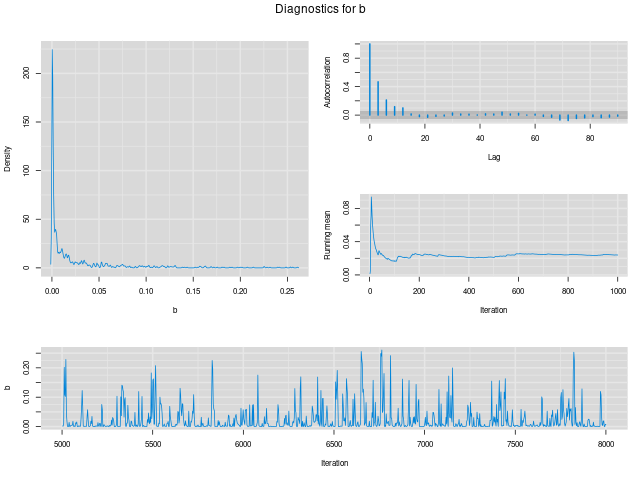 Diagnostics for b
Density
0 50 100 150 200
0.00 0.05 0.10 0.15 0.20 0.25
b
Autocorrelation
0.0 0.4 0.8
0 20 40 60 80
Lag
Running mean
0.00 0.04 0.08
0 200 400 600 800 1000
Iteration
b
0.00 0.10 0.20
5000 5500 6000 6500 7000 7500 8000
Iteration